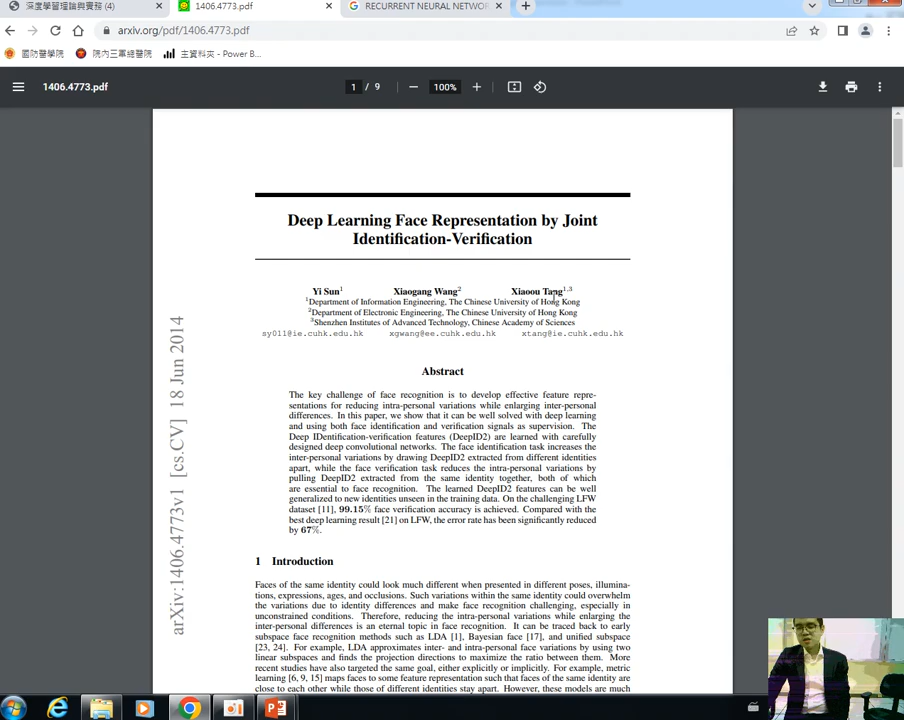 深度學習理論與實務 (4)
1406.4773.pdf
RECURRENT NEURAL NETWOR
arxiv.org/pdf/1406.4773.pdf
國防醫學院
院內三軍總醫院
主資料夾 - Power B...
1406.4773.pdf
1 / 9
100%
Deep Learning Face Representation by Joint
Identification-Verification
Yi Sun1 Xiaogang Wang2 Xiaoou Tang1,3
1Department of Information Engineering, The Chinese University of Hong Kong
2Department of Electronic Engineering, The Chinese University of Hong Kong
3Shenzhen Institutes of Advanced Technology, Chinese Academy of Sciences
sy011@ie.cuhk.edu.hk xgwang@ee.cuhk.edu.hk xtang@ie.cuhk.edu.hk
Abstract
The key challenge of face recognition is to develop effective feature repre-
sentations for reducing intra-personal variations while enlarging inter-personal
differences. In this paper, we show that it can be well solved with deep learning
and using both face identification and verification signals as supervision. The
Deep IDentification-verification features (DeepID2) are learned with carefully
designed deep convolutional networks. The face identification task increases the
inter-personal variations by drawing DeepID2 extracted from different identities
apart, while the face verification task reduces the intra-personal variations by
pulling DeepID2 extracted from the same identity together, both of which
are essential to face recognition. The learned DeepID2 features can be well
generalized to new identities unseen in the training data. On the challenging LFW
dataset [11], 99.15% face verification accuracy is achieved. Compared with the
best deep learning result [21] on LFW, the error rate has been significantly reduced
by 67%.
1 Introduction
Faces of the same identity could look much different when presented in different poses, illumina-
tions, expressions, ages, and occlusions. Such variations within the same identity could overwhelm
the variations due to identity differences and make face recognition challenging, especially in
unconstrained conditions. Therefore, reducing the intra-personal variations while enlarging the
inter-personal differences is an eternal topic in face recognition. It can be traced back to early
subspace face recognition methods such as LDA [1], Bayesian face [17], and unified subspace
[23, 24]. For example, LDA approximates inter- and intra-personal face variations by using two
linear subspaces and finds the projection directions to maximize the ratio between them. More
recent studies have also targeted the same goal, either explicitly or implicitly. For example, metric
learning [6, 9, 15] maps faces to some feature representation such that faces of the same identity are
close to each other while those of different identities stay apart. However, these models are much
arXiv:1406.4773v1 [cs.CV] 18 Jun 2014